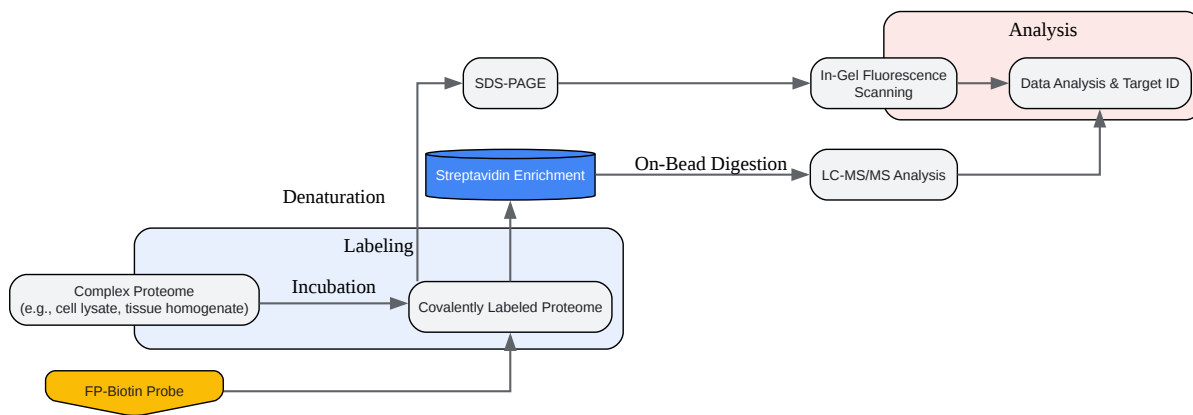 Analysis
SDS-PAGE
In-Gel Fluorescence
Scanning
Data Analysis & Target ID
Streptavidin Enrichment
On-Bead Digestion
LC-MS/MS Analysis
Denaturation
Labeling
Complex Proteome
(e.g., cell lysate, tissue homogenate)
Incubation
Covalently Labeled Proteome
FP-Biotin Probe